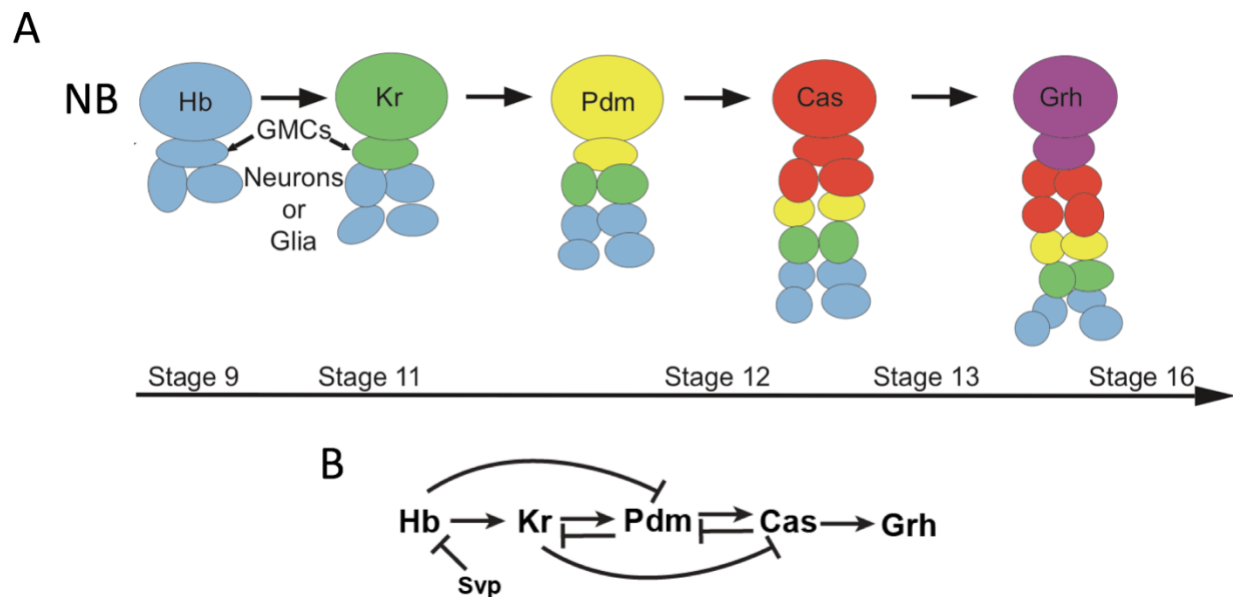 A
NB
Hb
Kr
Pdm
Cas
Grh
GMCs
Neurons
or
Glia
Stage 9
Stage 11
Stage 12
Stage 13
Stage 16
B
Hb
Kr
Pdm
Cas
Grh
Svp